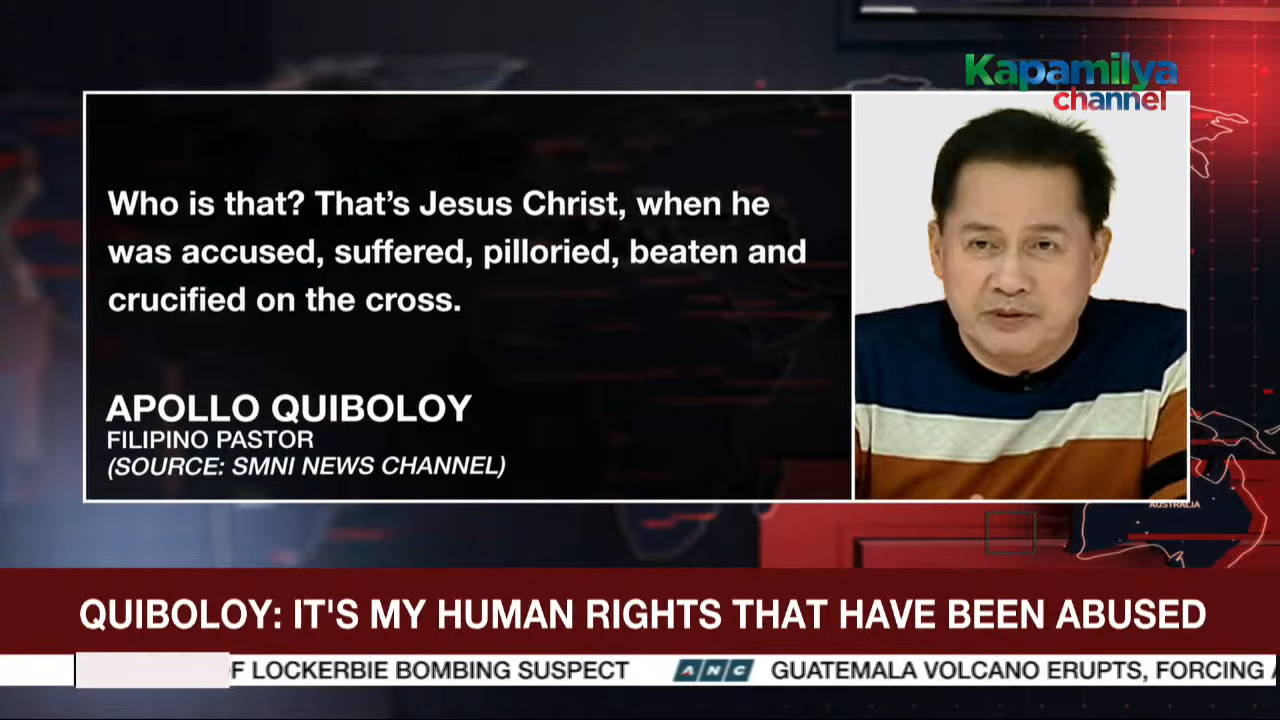 Kapamilya
channel
Who is that? That's Jesus Christ, when he
was accused, suffered, pilloried, beaten and
crucified on the cross.
APOLLO QUIBOLOY
FILIPINO PASTOR
(SOURCE: SMNI NEWS CHANNEL)
AUSTRALIA
QUIBOLOY: IT'S MY HUMAN RIGHTS THAT HAVE BEEN ABUSED
F LOCKERBIE BOMBING SUSPECT ANC GUATEMALA VOLCANO ERUPTS, FORCING